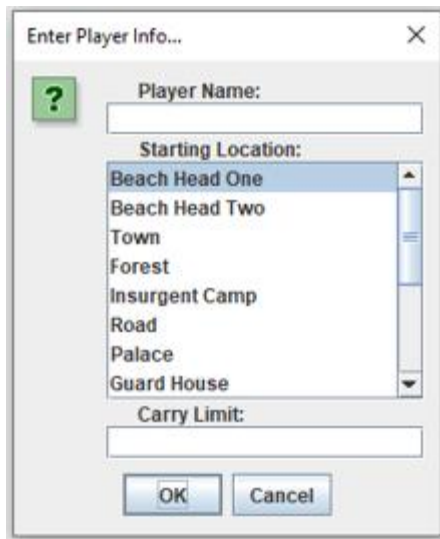 Enter Player Info...
?
Player Name:
Starting Location:
Beach Head One
Beach Head Two
Town
Forest
Insurgent Camp
Road
Palace
Guard House
Carry Limit:
OK Cancel